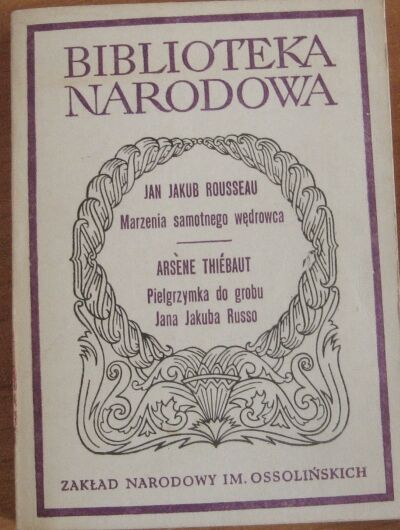 BIBLIOTEKA
NARODOWA
JAN JAKUB ROUSSEAU
Marzenia samotnego wędrowca
ARSÈNE THIÉBAUT
Pielgrzymka do grobu
Jana Jakuba Russo
ZAKŁAD NARODOWY IM. OSSOLIŃSKICH